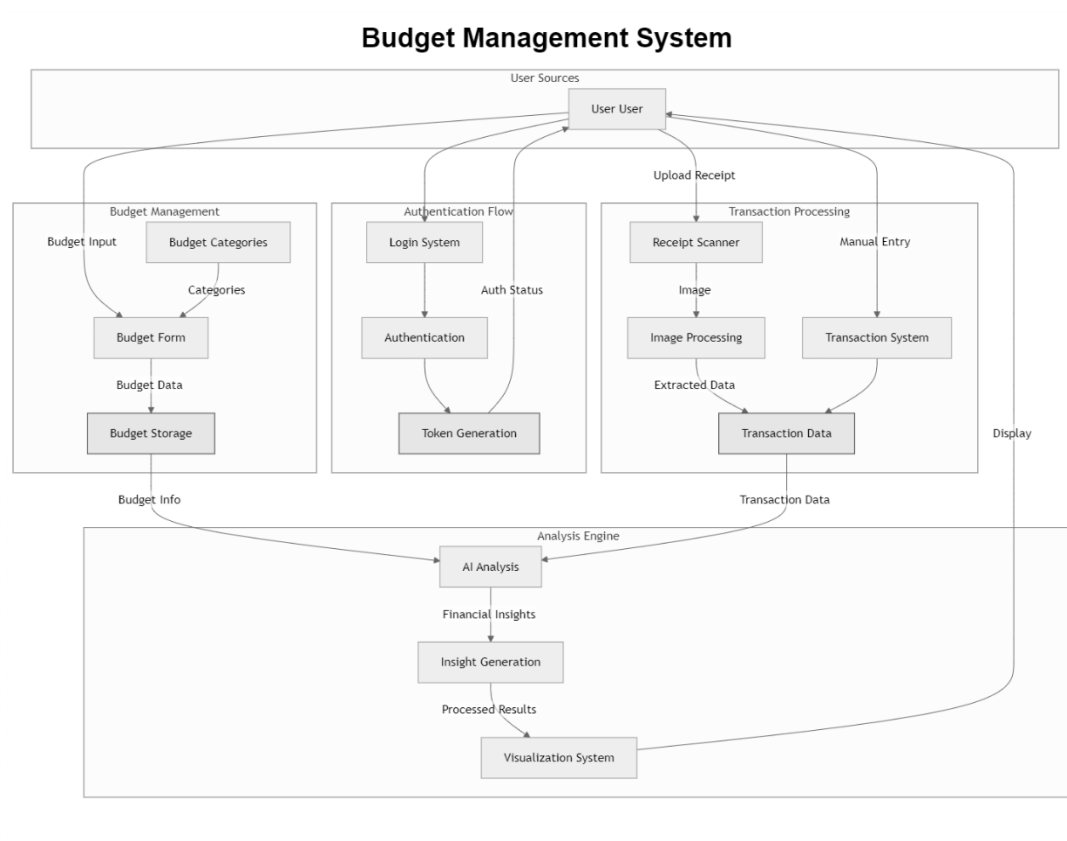 Budget Management System
User Sources
User User
Upload Receipt
Budget Management
Authentication Flow
Transaction Processing
Budget Input
Budget Categories
Login System
Receipt Scanner
Manual Entry
Categories
Auth Status
Image
Budget Form
Authentication
Image Processing
Transaction System
Budget Data
Extracted Data
Budget Storage
Token Generation
Transaction Data
Display
Budget Info
Transaction Data
Analysis Engine
AI Analysis
Financial Insights
Insight Generation
Processed Results
Visualization System